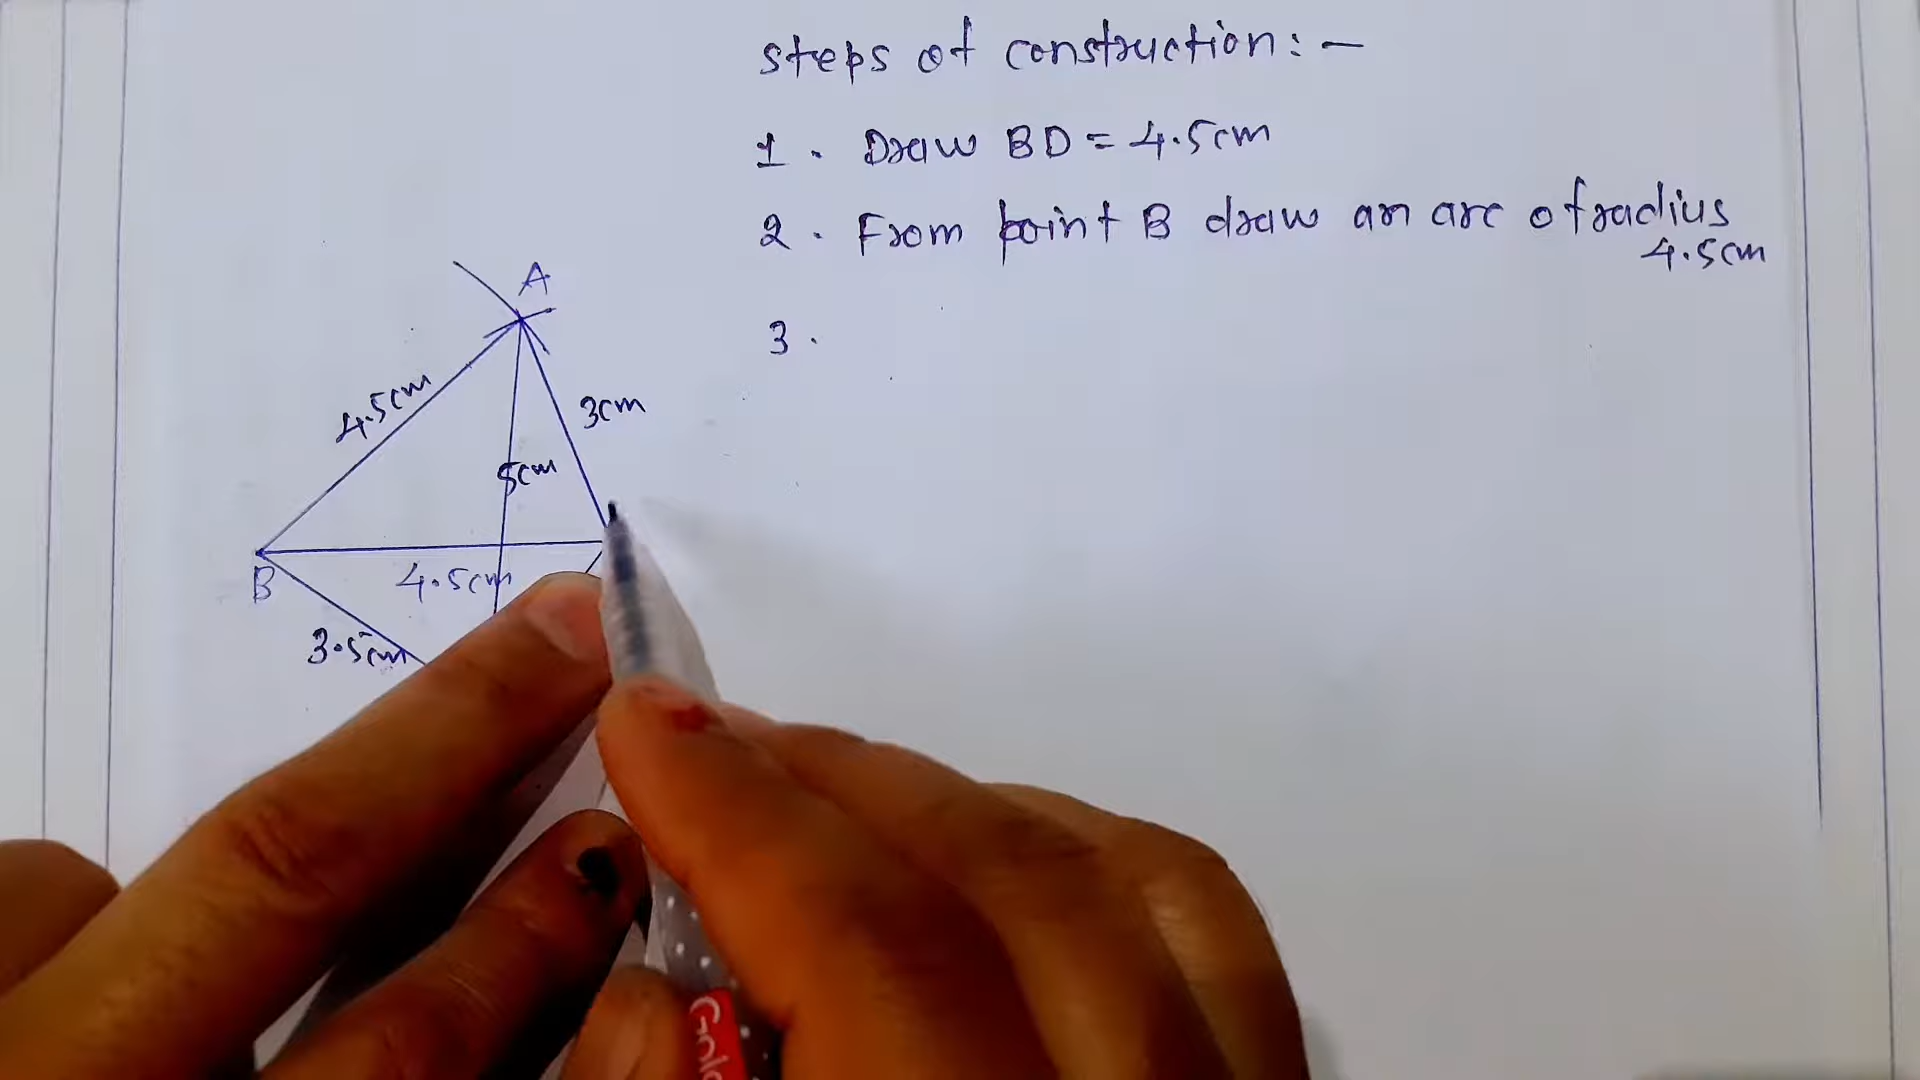 steps of construction:-
1. Draw BD = 4.5cm
2. From point B draw an arc of radius
4.5cm
3.
A
4.5cm
3cm
5cm
B
4.5cm
3.5cm